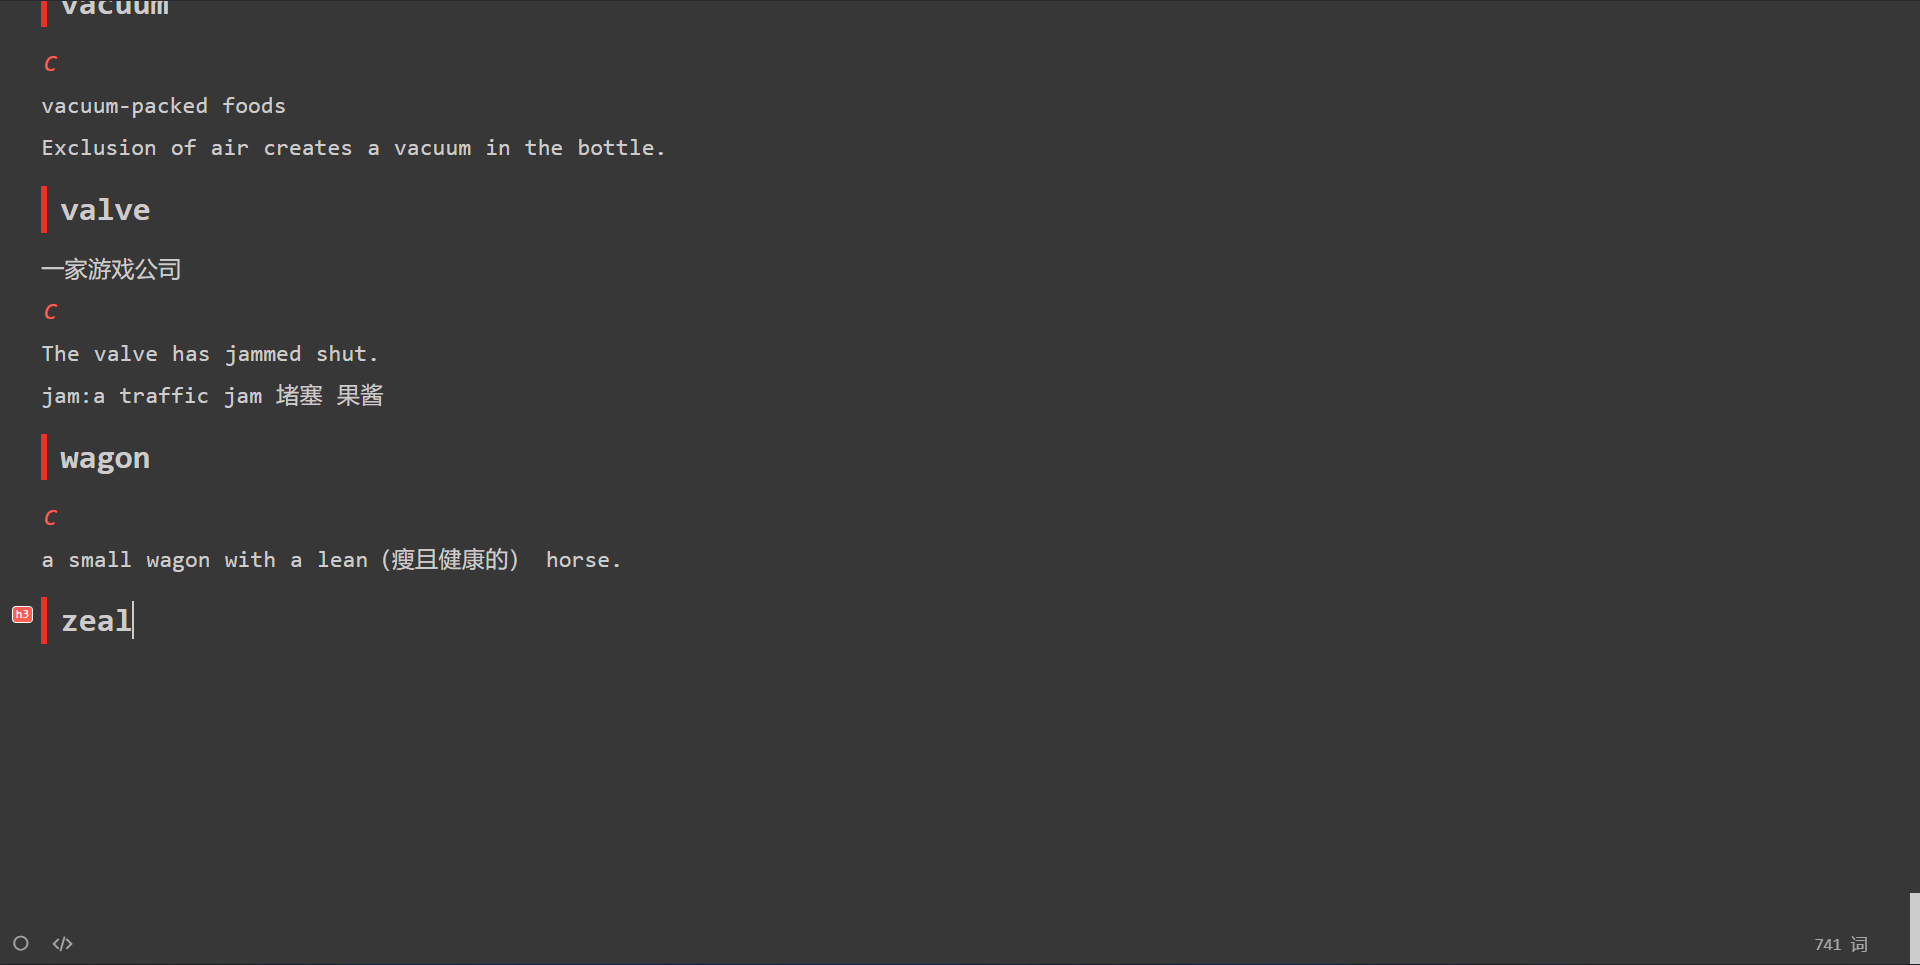 vacuum
C
vacuum-packed foods
Exclusion of air creates a vacuum in the bottle.
valve
一家游戏公司
C
The valve has jammed shut.
jam:a traffic jam 堵塞 果酱
wagon
C
a small wagon with a lean（瘦且健康的） horse.
h3
zeal
</>
741 词